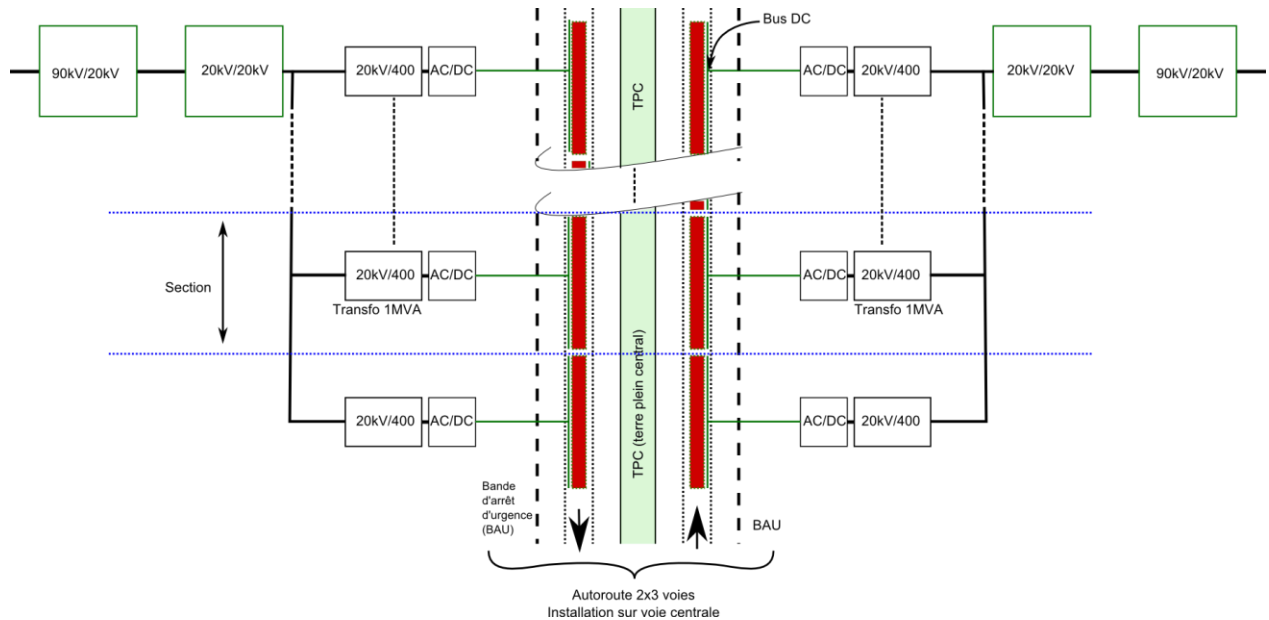 Bus DC
90kV/20kV
20kV/20kV
20kV/400
AC/DC
TPC
AC/DC
20kV/400
20kV/20kV
90kV/20kV
Section
20kV/400
AC/DC
Transfo 1MVA
AC/DC
20kV/400
Transfo 1MVA
TPC (terre plein central)
20kV/400
AC/DC
AC/DC
20kV/400
Bande
d'arrêt
d'urgence
(BAU)
BAU
Autoroute 2x3 voies
Installation sur voie centrale